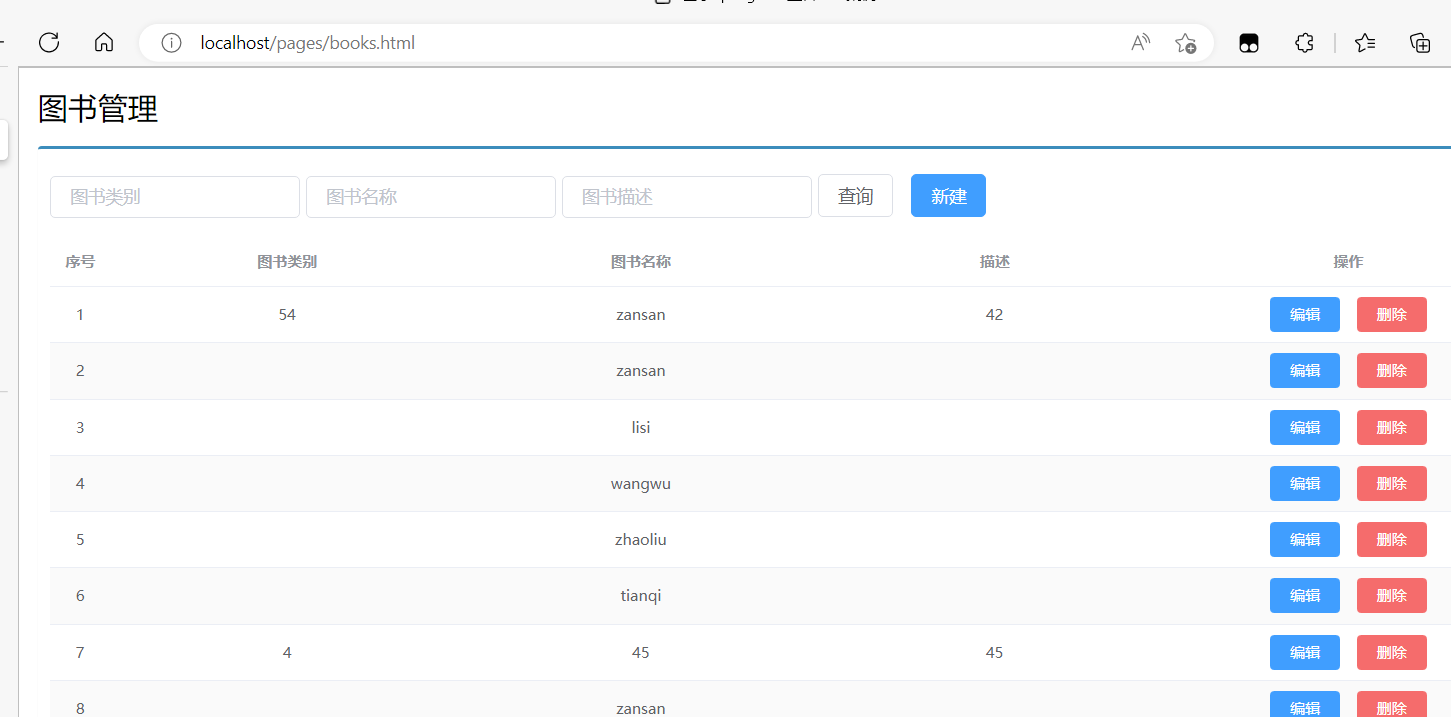 localhost/pages/books.html
图书管理
图书类别 图书名称 图书描述 查询 新建
序号 图书类别 图书名称 描述 操作
1 54 zansan 42 编辑 删除
2 zansan 编辑 删除
3 lisi 编辑 删除
4 wangwu 编辑 删除
5 zhaoliu 编辑 删除
6 tianqi 编辑 删除
7 4 45 45 编辑 删除
8 zansan 编辑 删除